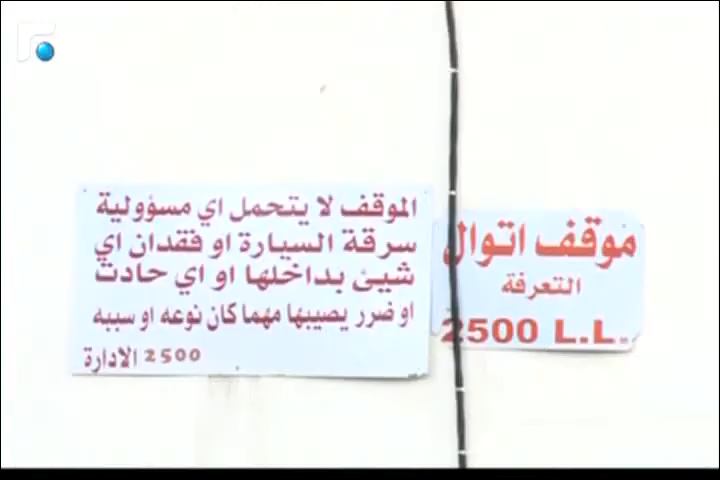 الموقف لا يتحمل اي مسؤولية
سرقة السيارة او فقدان اي
شيئ بداخلها او اي حادث
او ضرر يصيبها مهما كان نوعه او سببه
2500 الادارة
موقف اتوال
التعرفة
2500 L.L.